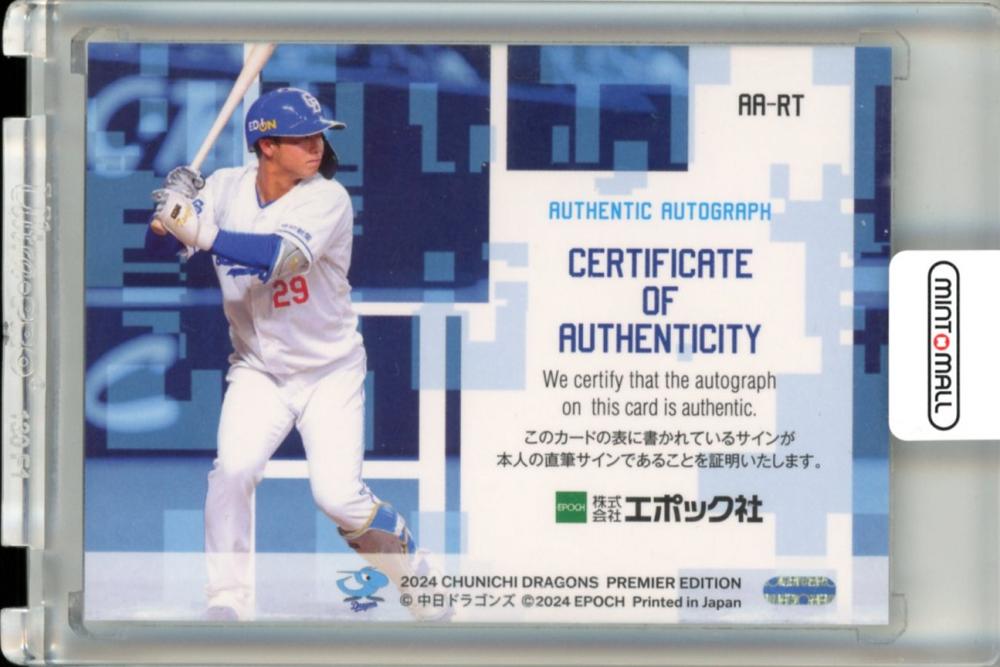 AA-RT
EDION
29
AUTHENTIC AUTOGRAPH
CERTIFICATE
OF
AUTHENTICITY
We certify that the autograph
on this card is authentic.
このカードの表に書かれているサインが
本人の直筆サインであることを証明いたします。
EPOCH 株式会社 エポック社
Dragons
2024 CHUNICHI DRAGONS PREMIER EDITION
© 中日ドラゴンズ ©2024 EPOCH Printed in Japan
MINT MALL